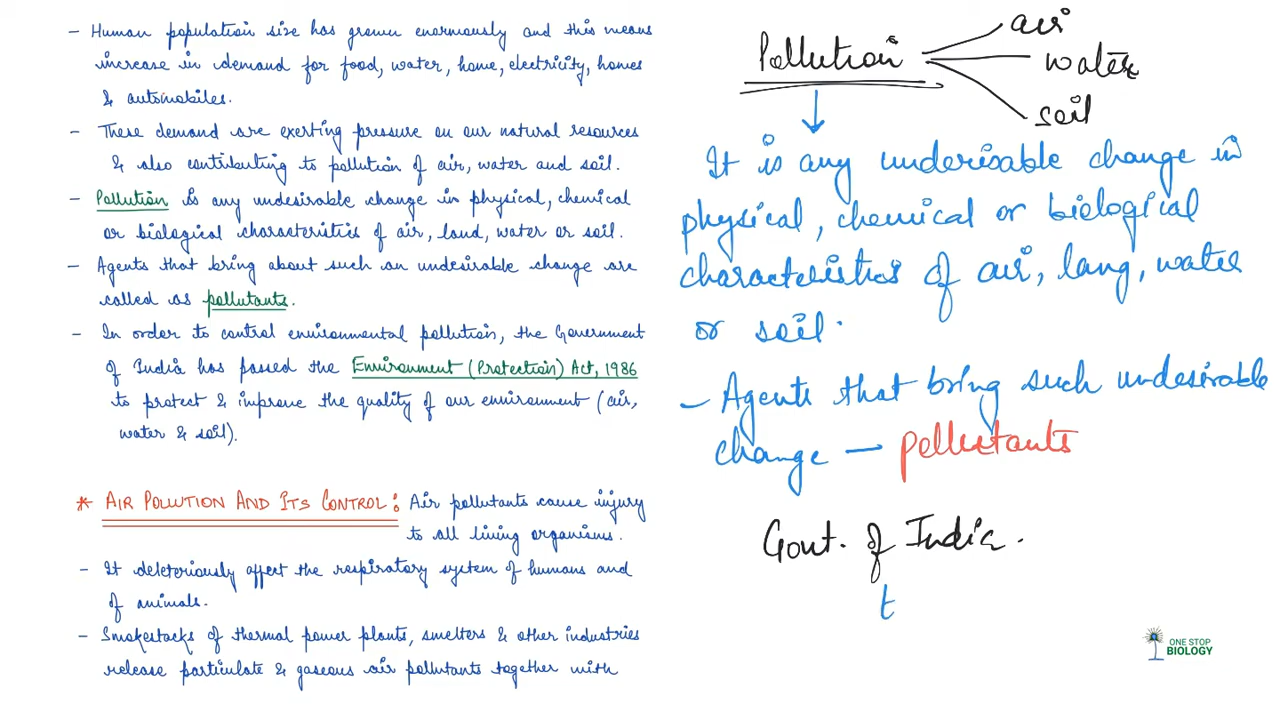 - Human population size has grown enormously and this means
increase in demand for food, water, home, electricity, homes
& automobiles.
- These demand are exerting pressure on our natural resources
& also contributing to pollution of air, water and soil.
- Pollution is any undesirable change in physical, chemical
or biological characteristics of air, land, water or soil.
- Agents that bring about such an undesirable change are
called as pollutants.
- In order to control environmental pollution, the Government
of India has passed the Environment (Protection) Act, 1986
to protect & improve the quality of our environment (air,
water & soil).
* AIR POLLUTION AND ITS CONTROL: Air pollutants cause injury
to all living organisms.
- It deteriously affect the respiratory system of humans and
of animals.
- Smokestacks of thermal power plants, smelters & other industries
release particulate & gaseous air pollutants together with
Pollution
air
water
soil
It is any underisable change in
physical, chemical or biological
characteristics of air, lang, water
or soil.
- Agents that bring such undesirable
change - pollutants
Govt. of India.
t
ONE STOP
BIOLOGY